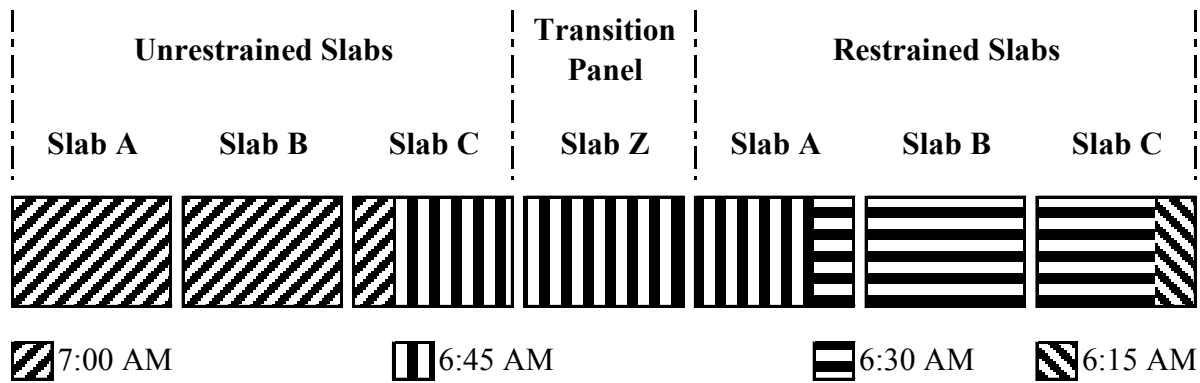 Unrestrained Slabs
Transition
Panel
Restrained Slabs
Slab A Slab B Slab C Slab Z Slab A Slab B Slab C
7:00 AM 6:45 AM 6:30 AM 6:15 AM